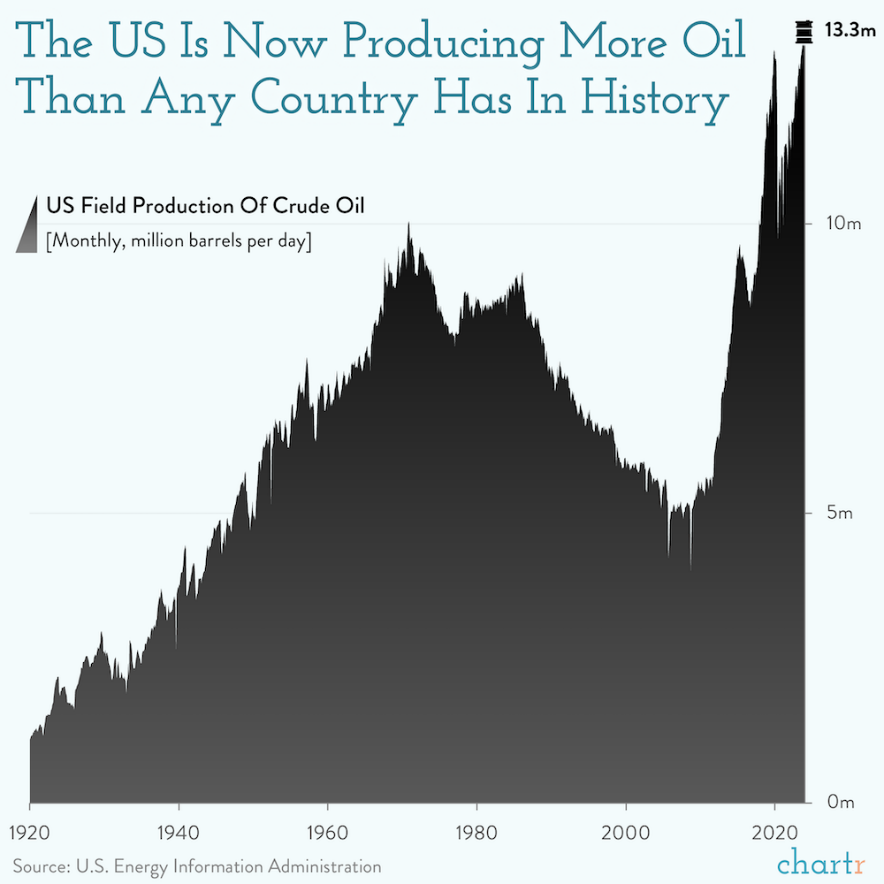 The US Is Now Producing More Oil
Than Any Country Has In History
13.3m
US Field Production Of Crude Oil
[Monthly, million barrels per day]
10m
5m
0m
1920 1940 1960 1980 2000 2020
Source: U.S. Energy Information Administration
chartr